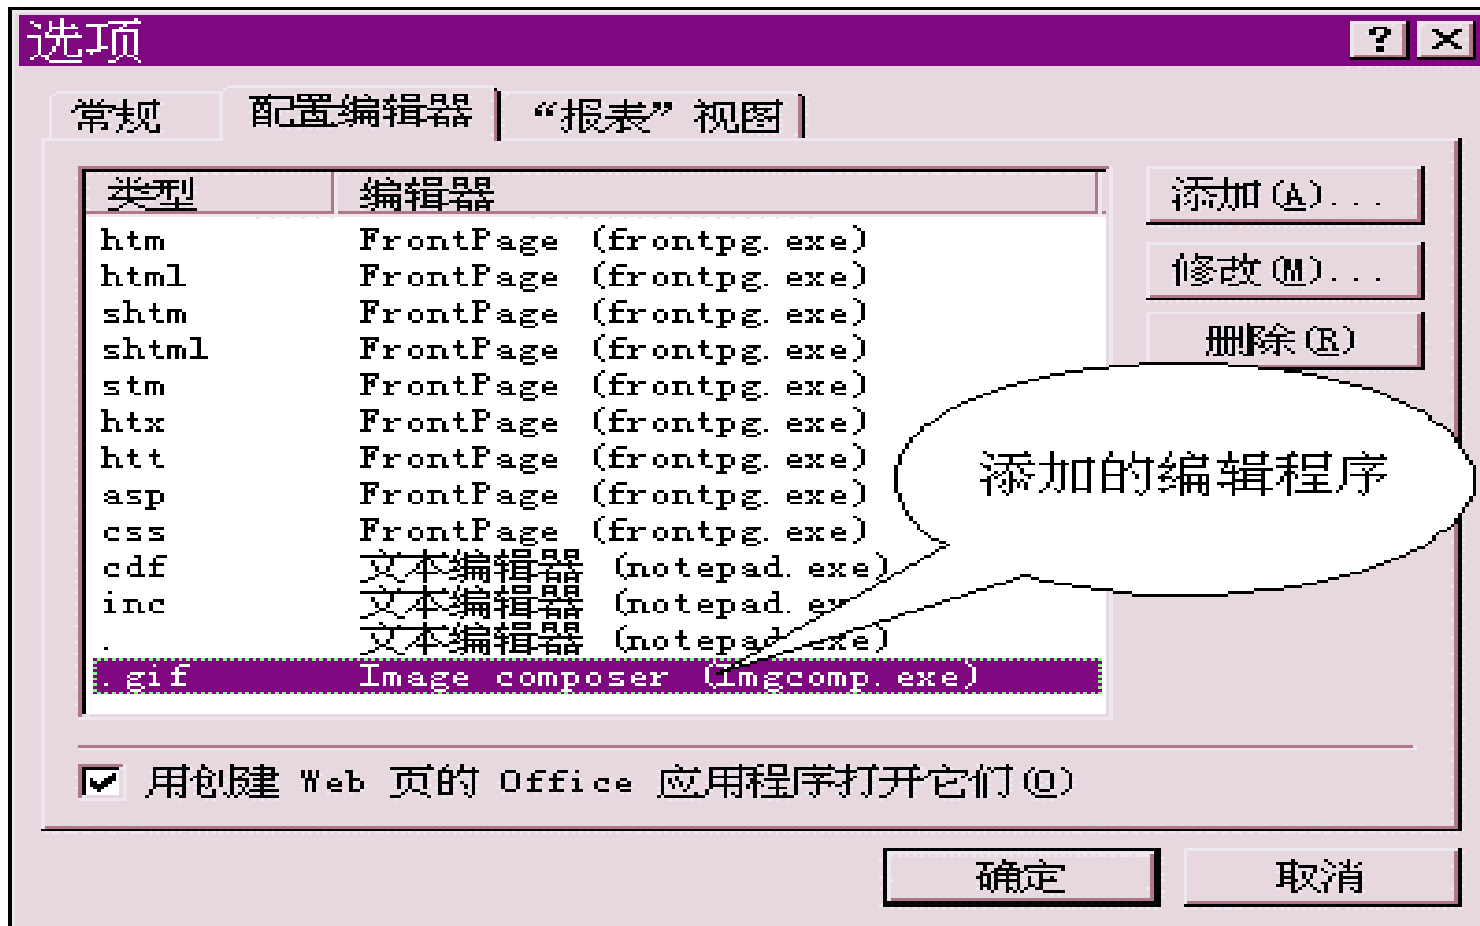 选项
常规 配置编辑器 “报表” 视图
类型 编辑器
htm FrontPage (frontpg.exe)
html FrontPage (frontpg.exe)
shtm FrontPage (frontpg.exe)
shtml FrontPage (frontpg.exe)
stm FrontPage (frontpg.exe)
htx FrontPage (frontpg.exe)
htt FrontPage (frontpg.exe)
asp FrontPage (frontpg.exe)
css FrontPage (frontpg.exe)
cdf 文本编辑器 (notepad.exe)
inc 文本编辑器 (notepad.ex
. 文本编辑器 (notepad.exe)
.gif Image composer (Imgcomp.exe)
添加(A)...
修改(M)...
删除(R)
添加的编辑程序
用创建 Web 页的 Office 应用程序打开它们(O)
确定 取消